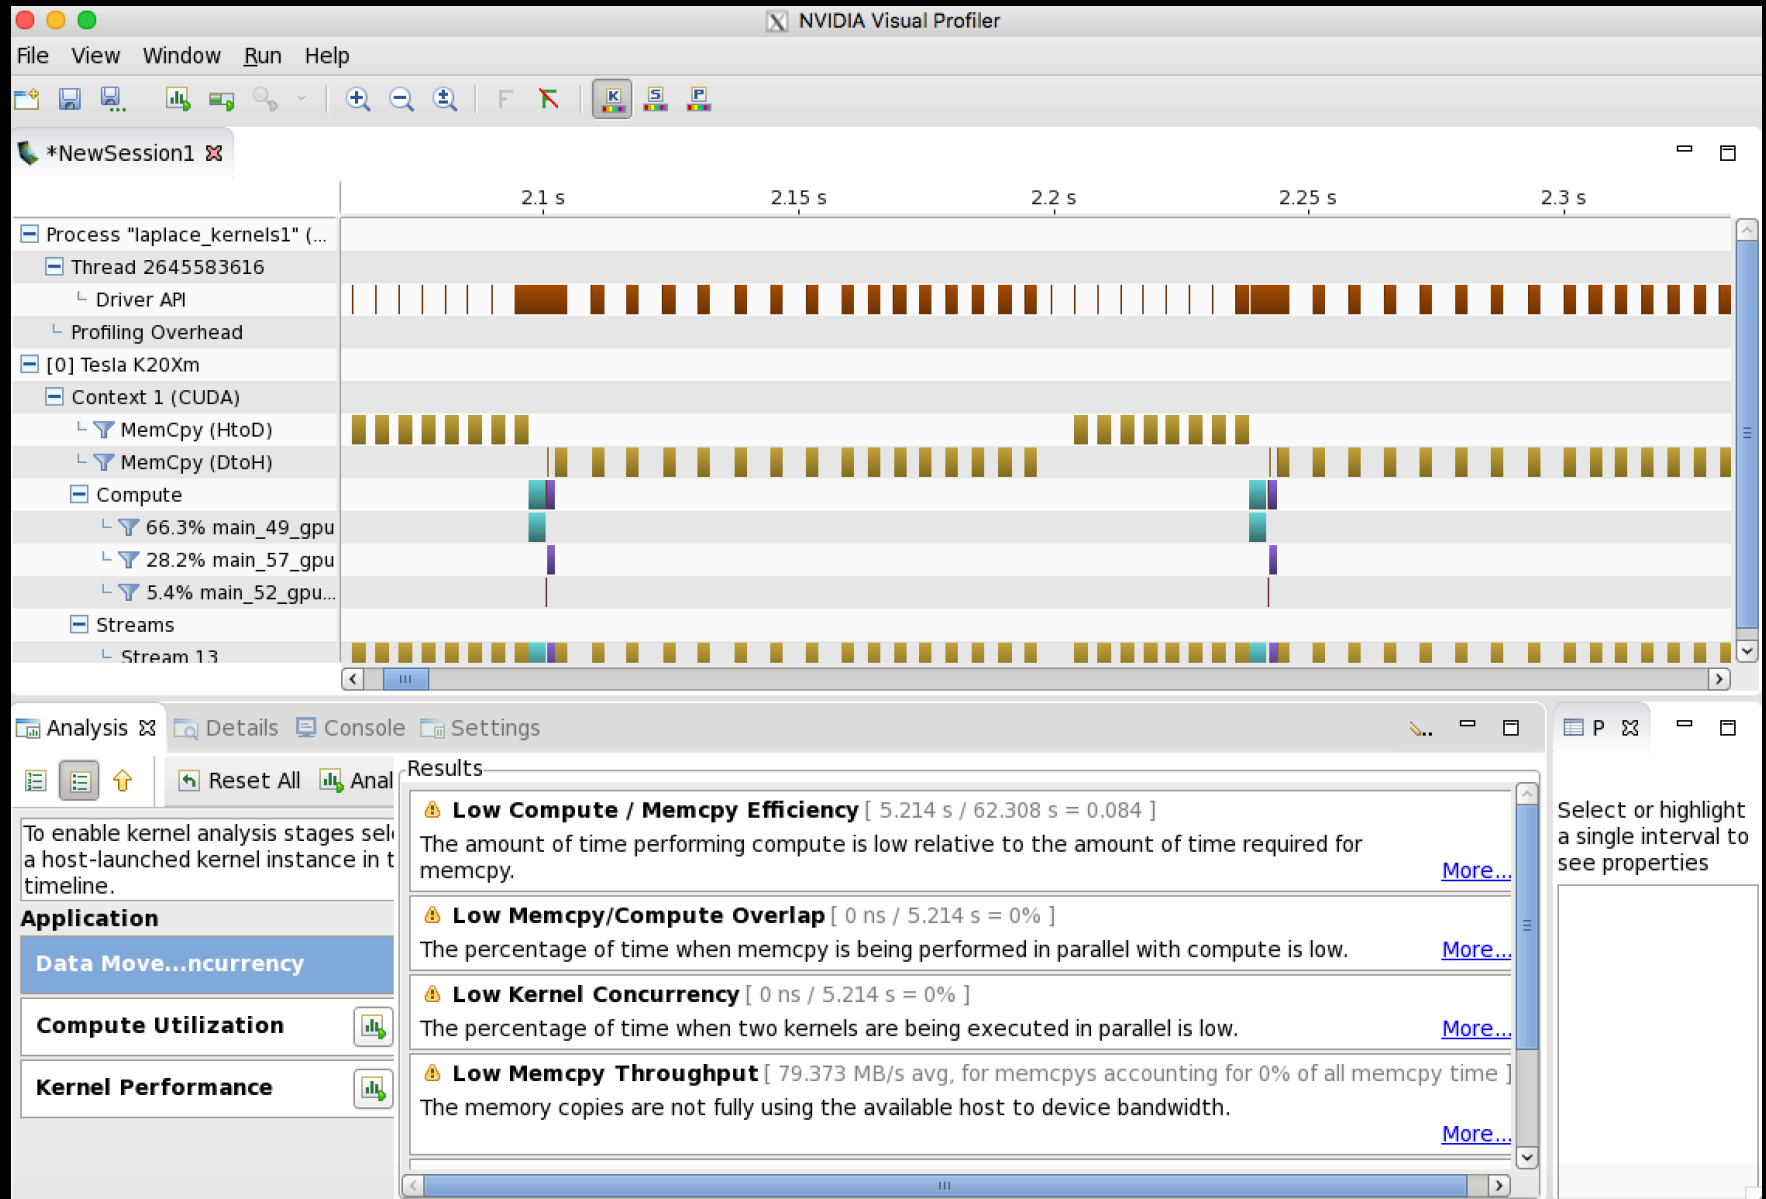 NVIDIA Visual Profiler
File View Window Run Help
F K S P
*NewSession1
2.1 s 2.15 s 2.2 s 2.25 s 2.3 s
Process "laplace_kernels1" (...
Thread 2645583616
Driver API
Profiling Overhead
[0] Tesla K20Xm
Context 1 (CUDA)
MemCpy (HtoD)
MemCpy (DtoH)
Compute
66.3% main_49_gpu
28.2% main_57_gpu
5.4% main_52_gpu...
Streams
Stream 13
Analysis Details Console Settings
P
Reset All Anal
To enable kernel analysis stages sel
a host-launched kernel instance in t
timeline.
Application
Data Move...ncurrency
Compute Utilization
Kernel Performance
Results
Low Compute / Memcpy Efficiency [ 5.214 s / 62.308 s = 0.084 ]
The amount of time performing compute is low relative to the amount of time required for
memcpy.
More...
Low Memcpy/Compute Overlap [ 0 ns / 5.214 s = 0% ]
The percentage of time when memcpy is being performed in parallel with compute is low.
More...
Low Kernel Concurrency [ 0 ns / 5.214 s = 0% ]
The percentage of time when two kernels are being executed in parallel is low.
More...
Low Memcpy Throughput [ 79.373 MB/s avg, for memcpys accounting for 0% of all memcpy time ]
The memory copies are not fully using the available host to device bandwidth.
More...
Select or highlight
a single interval to
see properties